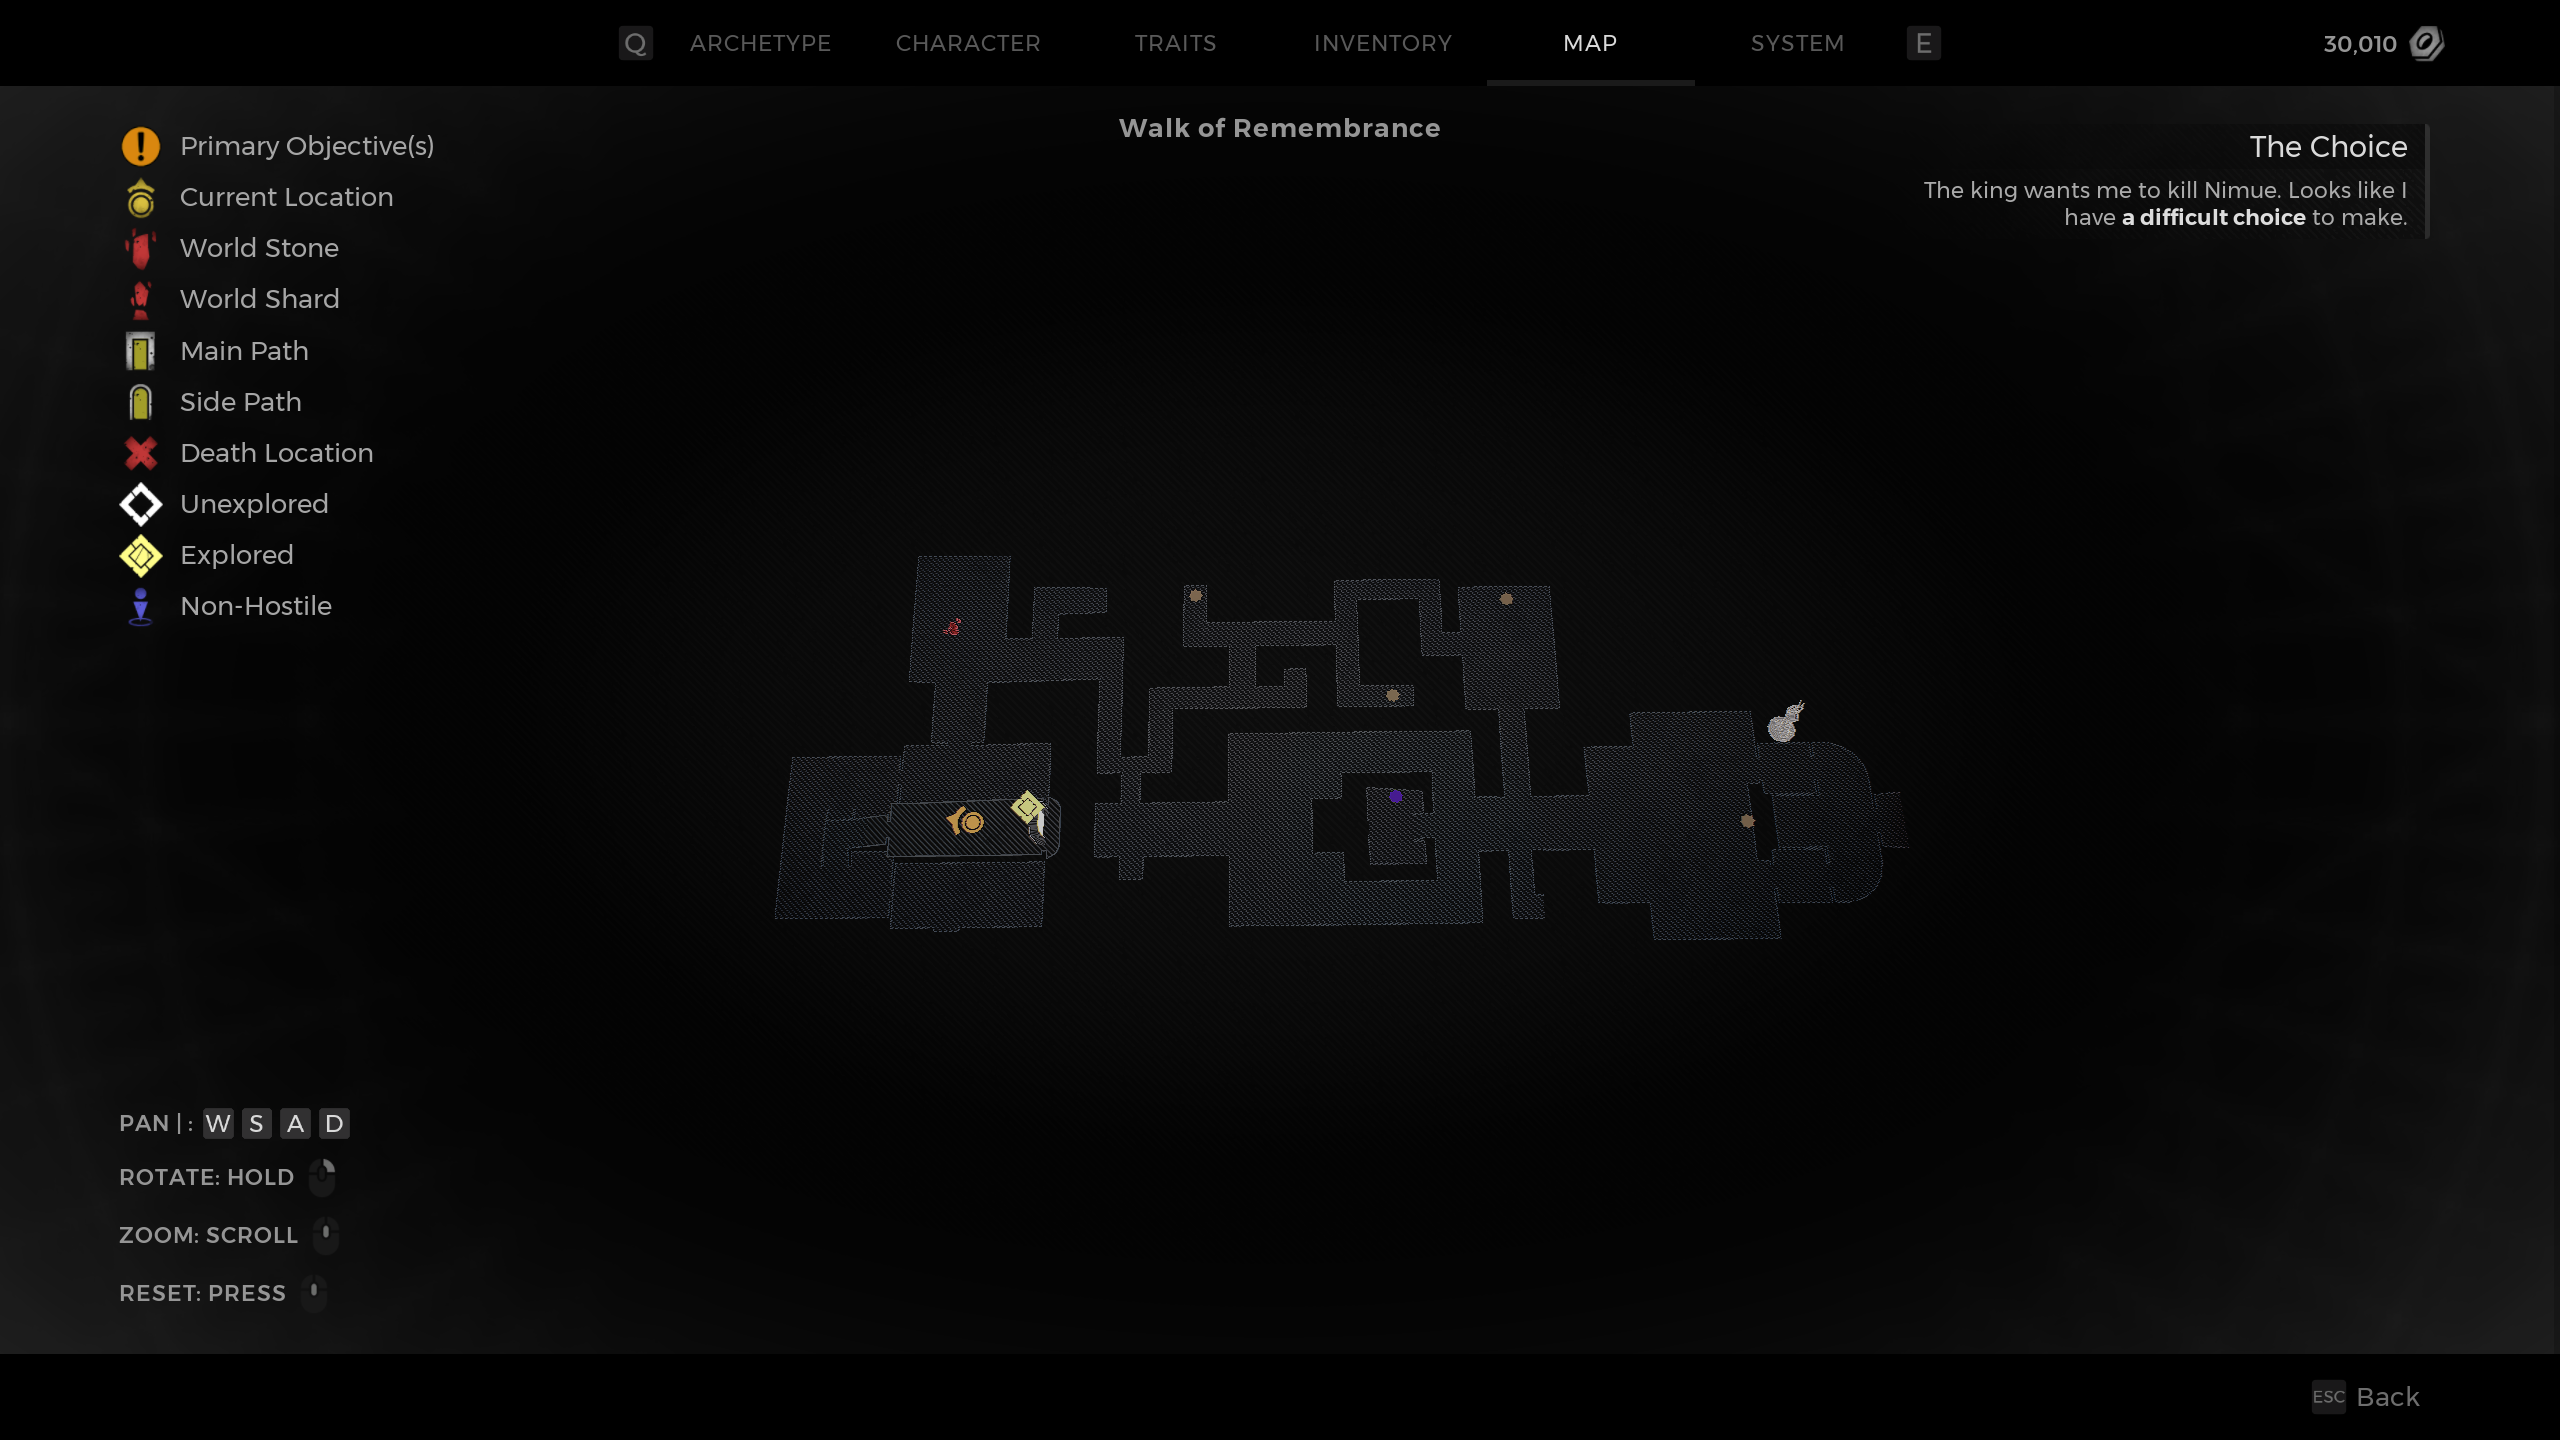 Q ARCHETYPE CHARACTER TRAITS INVENTORY MAP SYSTEM E 30,010
Walk of Remembrance
Primary Objective(s)
Current Location
World Stone
World Shard
Main Path
Side Path
Death Location
Unexplored
Explored
Non-Hostile
The Choice
The king wants me to kill Nimue. Looks like I
have a difficult choice to make.
PAN | : W S A D
ROTATE: HOLD
ZOOM: SCROLL
RESET: PRESS
ESC Back